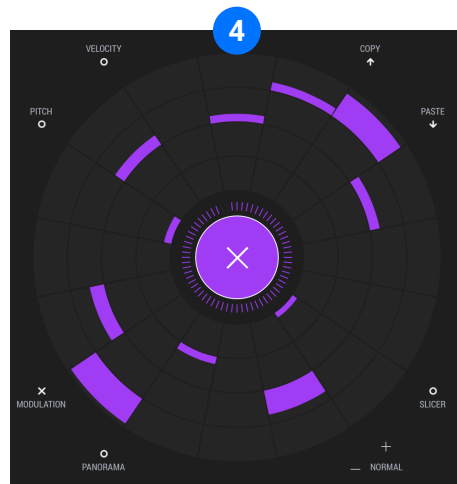 4
VELOCITY
COPY
PITCH
PASTE
MODULATION
SLICER
PANORAMA
NORMAL